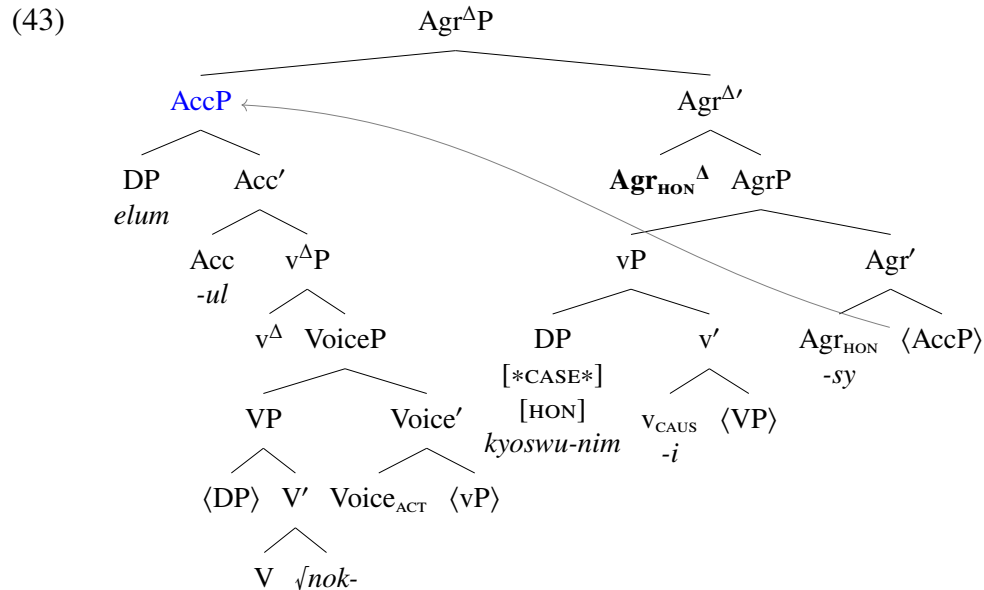 (43) Agr^ΔP
AccP Agr^Δ′
DP Acc′ Agr_HON^Δ AgrP
elum
Acc v^ΔP vP Agr′
-ul
v^Δ VoiceP DP v′ Agr_HON ⟨AccP⟩
[∗CASE∗] -sy
[HON]
VP Voice′ v_CAUS ⟨VP⟩
kyoswu-nim -i
⟨DP⟩ V′ Voice_ACT ⟨vP⟩
V √nok-